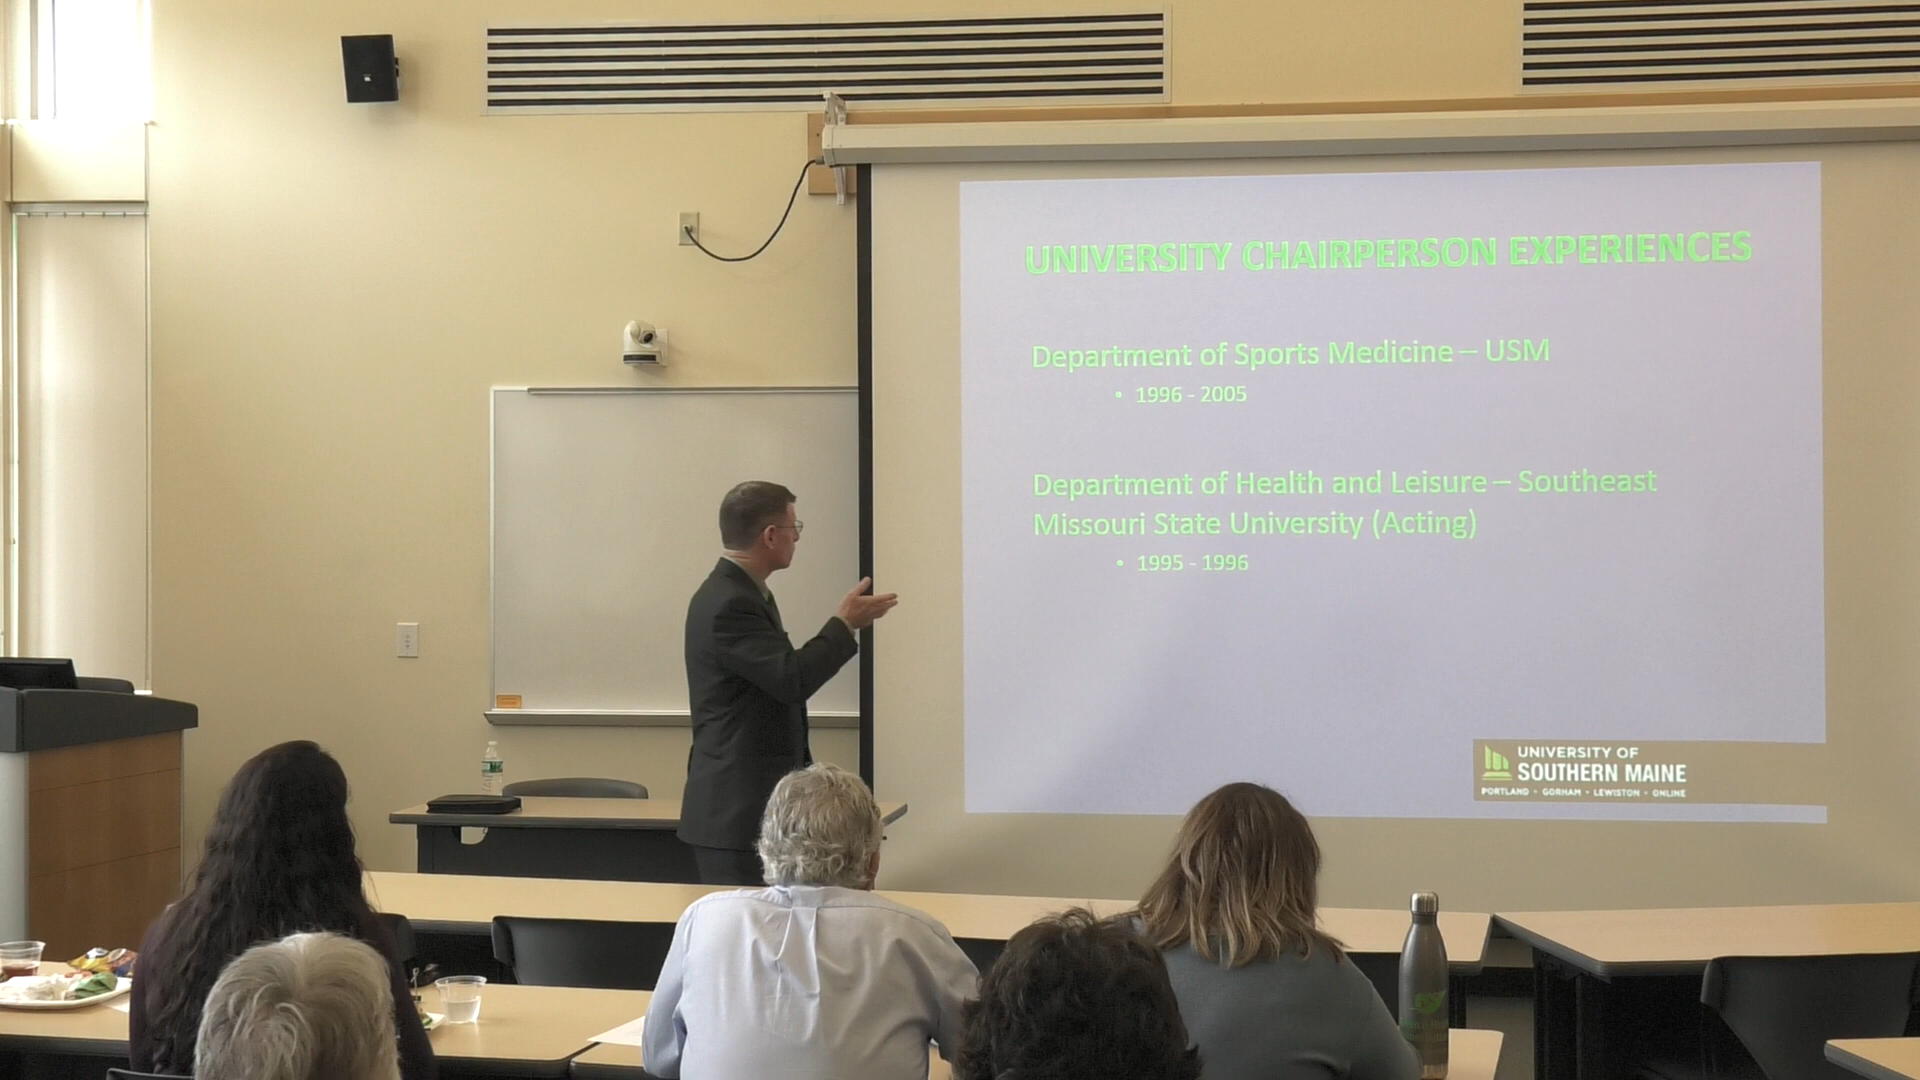 UNIVERSITY CHAIRPERSON EXPERIENCES
Department of Sports Medicine – USM
• 1996 - 2005
Department of Health and Leisure – Southeast
Missouri State University (Acting)
• 1995 - 1996
UNIVERSITY OF
SOUTHERN MAINE
PORTLAND • GORHAM • LEWISTON • ONLINE